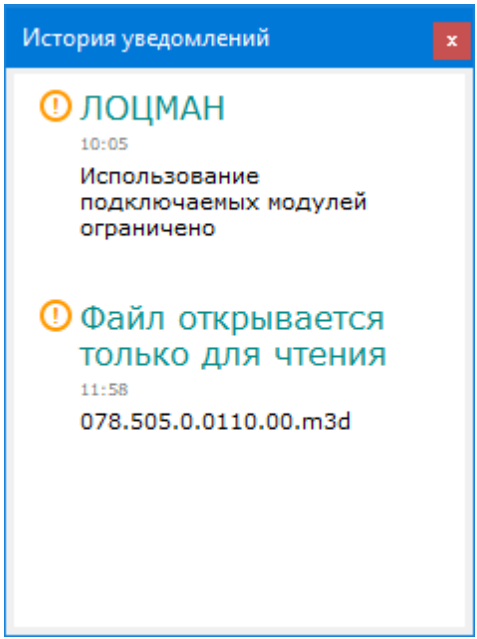 История уведомлений
x
ЛОЦМАН
10:05
Использование
подключаемых модулей
ограничено
Файл открывается
только для чтения
11:58
078.505.0.0110.00.m3d